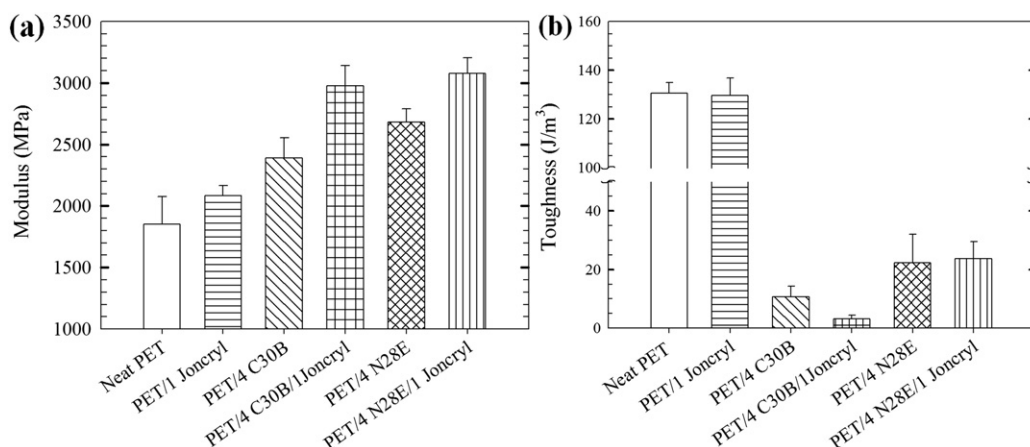 (a)
Modulus (MPa)
3500
3000
2500
2000
1500
1000
Neat PET
PET/1 Joncryl
PET/4 C30B
PET/4 C30B/1Joncryl
PET/4 N28E
PET/4 N28E/1 Joncryl
(b)
Toughness (J/m³)
160
140
120
100
40
20
0
Neat PET
PET/1 Joncryl
PET/4 C30B
PET/4 C30B/1Joncryl
PET/4 N28E
PET/4 N28E/1 Joncryl